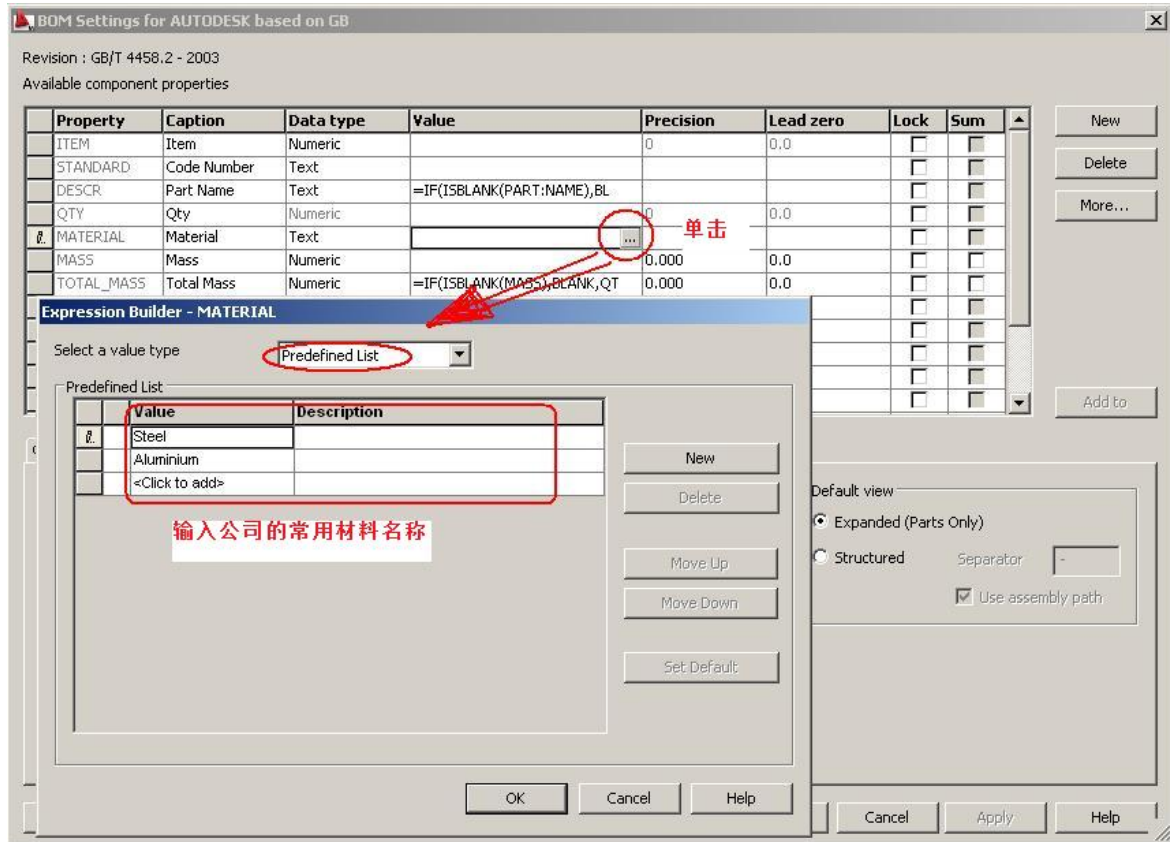 BOM Settings for AUTODESK based on GB
Revision : GB/T 4458.2 - 2003
Available component properties
Property Caption Data type Value Precision Lead zero Lock Sum
ITEM Item Numeric 0 0.0
STANDARD Code Number Text
DESCR Part Name Text =IF(ISBLANK(PART:NAME),BL
QTY Qty Numeric 0 0.0
MATERIAL Material Text ...
单击
MASS Mass Numeric 0.000 0.0
TOTAL_MASS Total Mass Numeric =IF(ISBLANK(MASS),BLANK,QT 0.000 0.0
New
Delete
More...
Add to
Expression Builder - MATERIAL
Select a value type Predefined List
Predefined List
Value Description
Steel
Aluminium
<Click to add>
输入公司的常用材料名称
New
Delete
Move Up
Move Down
Set Default
OK Cancel Help
Default view
Expanded (Parts Only)
Structured Separator -
Use assembly path
Cancel Apply Help